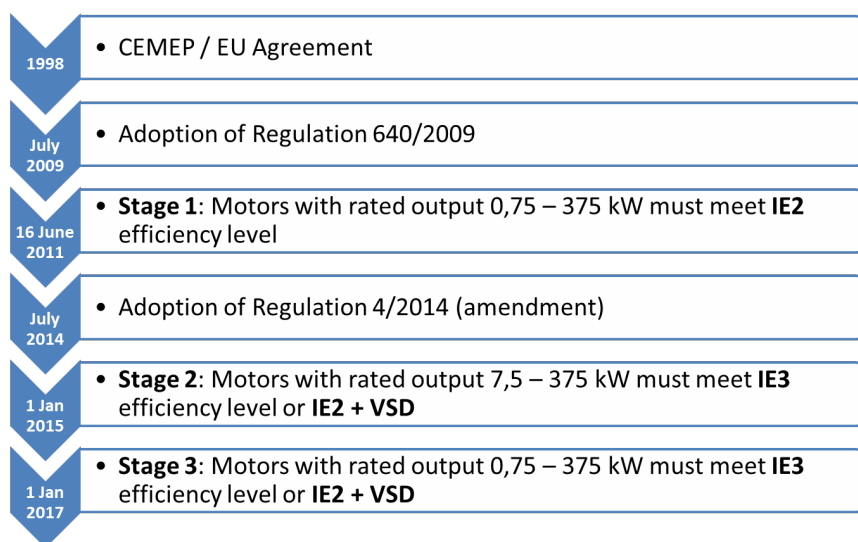 1998
• CEMEP / EU Agreement
July
2009
• Adoption of Regulation 640/2009
16 June
2011
• Stage 1: Motors with rated output 0,75 – 375 kW must meet IE2
efficiency level
July
2014
• Adoption of Regulation 4/2014 (amendment)
1 Jan
2015
• Stage 2: Motors with rated output 7,5 – 375 kW must meet IE3
efficiency level or IE2 + VSD
1 Jan
2017
• Stage 3: Motors with rated output 0,75 – 375 kW must meet IE3
efficiency level or IE2 + VSD